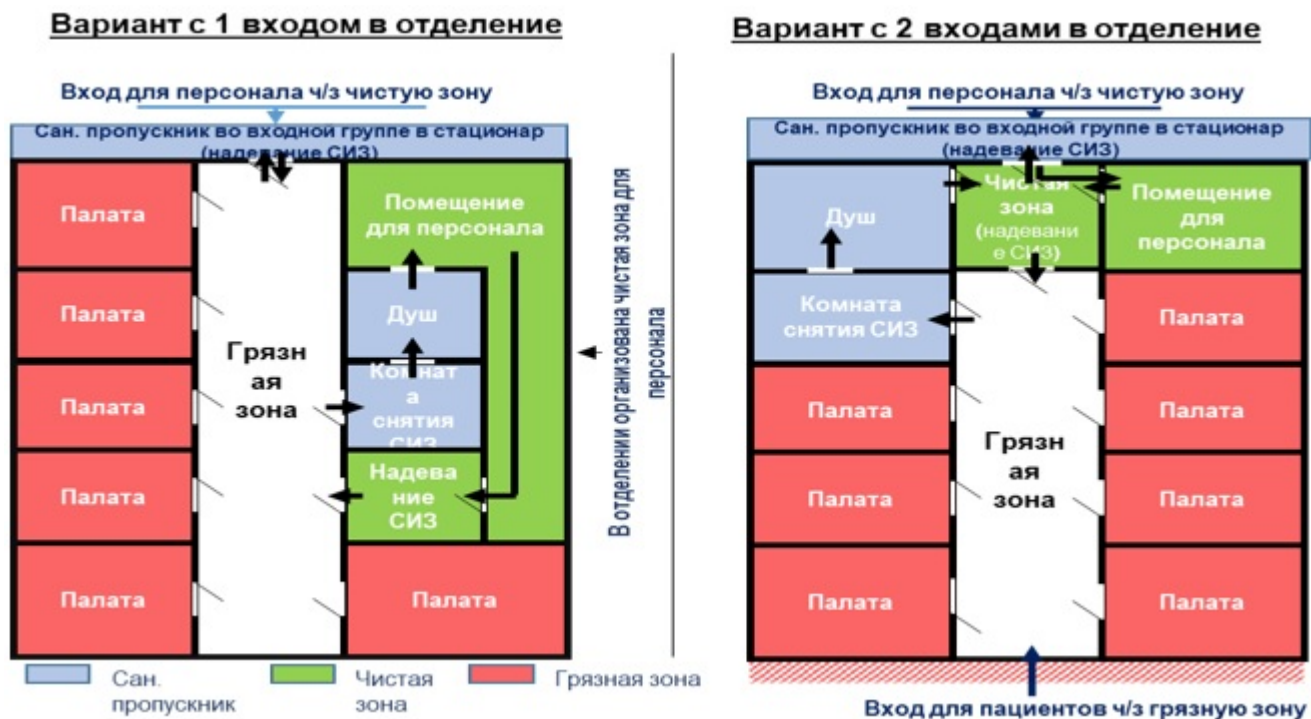 Вариант с 1 входом в отделение
Вход для персонала ч/з чистую зону
Сан. пропускник во входной группе в стационар
(надевание СИЗ)
Палата
Палата
Палата
Палата
Палата
Грязн
ая
зона
Помещение
для персонала
Душ
Комнат
а
снятия
СИЗ
Надева
ние
СИЗ
Палата
В отделении организована чистая зона для
персонала
Сан.
пропускник
Чистая
зона
Грязная зона
Вариант с 2 входами в отделение
Вход для персонала ч/з чистую зону
Сан. пропускник во входной группе в стационар
(надевание СИЗ)
Душ
Чистая
зона
(надевани
е СИЗ)
Помещение
для
персонала
Комната
снятия СИЗ
Палата
Палата
Палата
Палата
Грязн
ая
зона
Палата
Палата
Палата
Вход для пациентов ч/з грязную зону